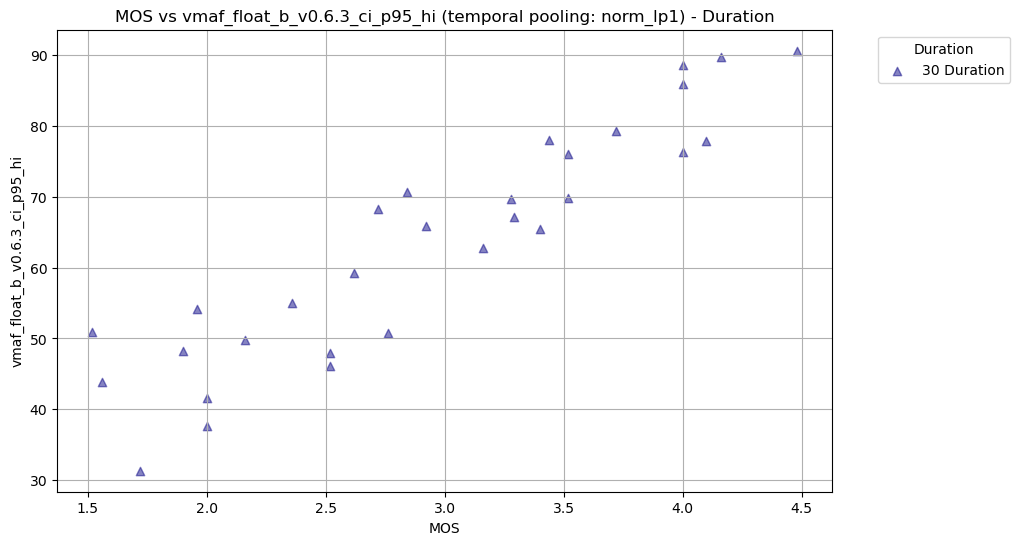 MOS vs vmaf_float_b_v0.6.3_ci_p95_hi (temporal pooling: norm_lp1) - Duration
Duration
30 Duration
vmaf_float_b_v0.6.3_ci_p95_hi
90
80
70
60
50
40
30
1.5 2.0 2.5 3.0 3.5 4.0 4.5
MOS